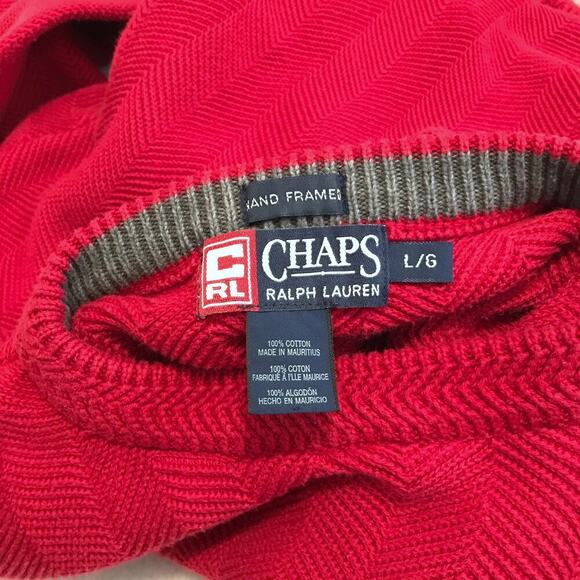 HAND FRAMED
C
RL
CHAPS
RALPH LAUREN
L/G
100% COTTON
MADE IN MAURITIUS
100% COTON
FABRIQUÉ À L'ILE MAURICE
100% ALGODÓN
HECHO EN MAURICIO